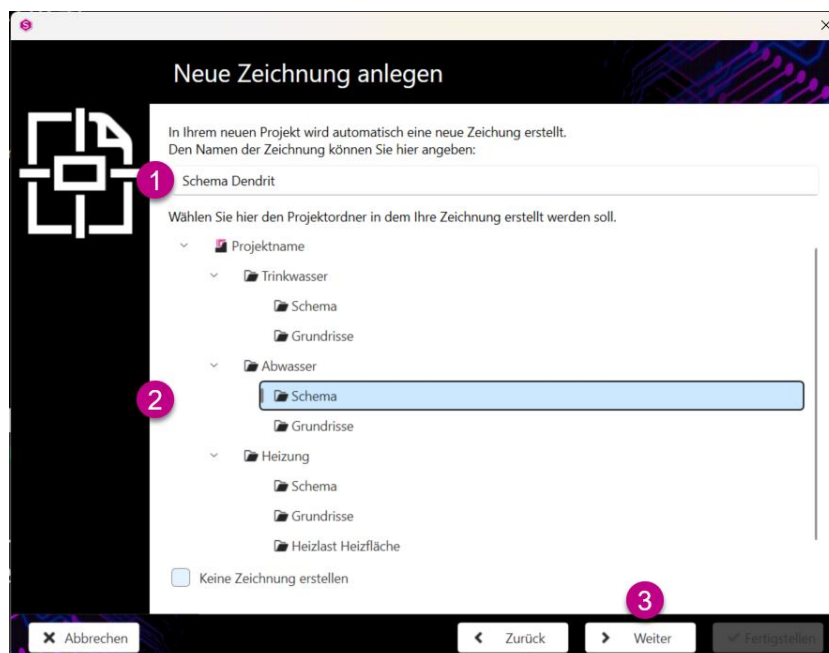 Neue Zeichnung anlegen
In Ihrem neuen Projekt wird automatisch eine neue Zeichung erstellt.
Den Namen der Zeichnung können Sie hier angeben:
1 Schema Dendrit
Wählen Sie hier den Projektordner in dem Ihre Zeichnung erstellt werden soll.
Projektname
Trinkwasser
Schema
Grundrisse
Abwasser
2 Schema
Grundrisse
Heizung
Schema
Grundrisse
Heizlast Heizfläche
Keine Zeichnung erstellen
3
Abbrechen Zurück Weiter Fertigstellen